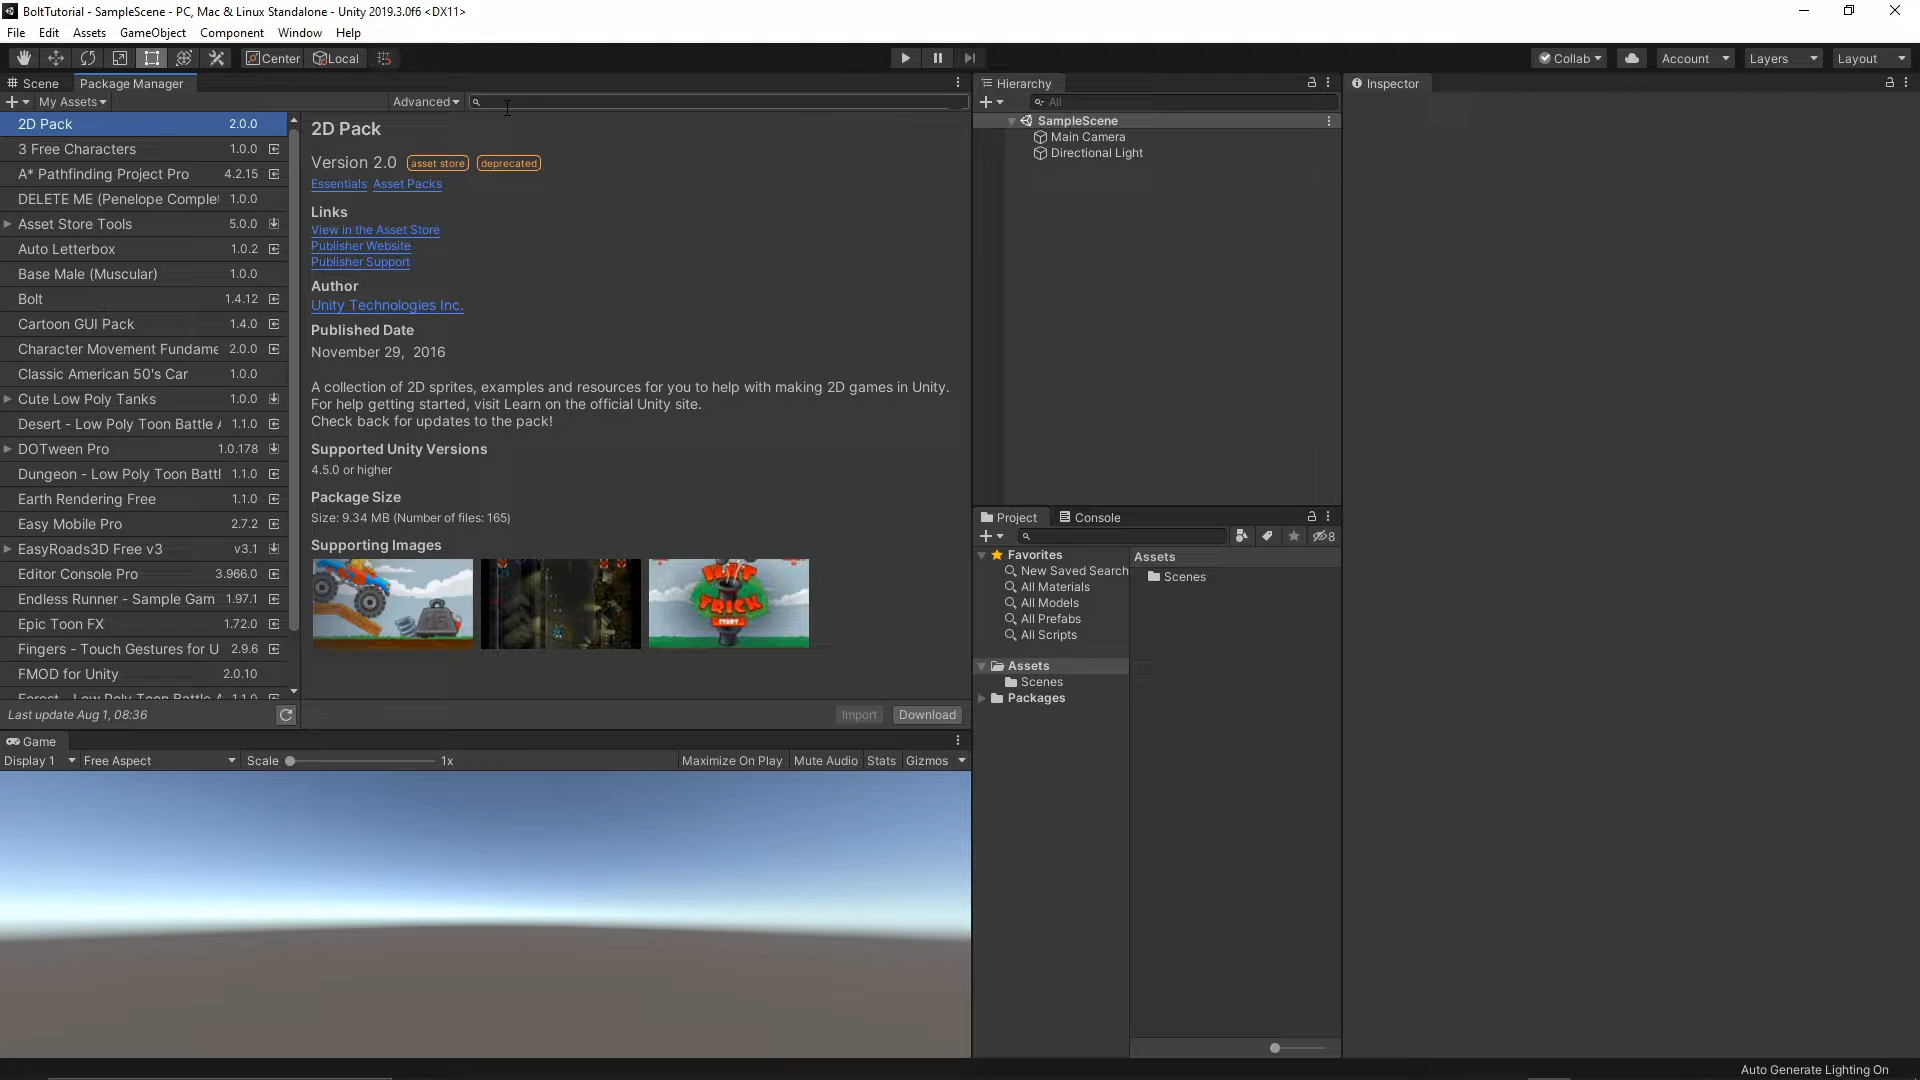 BoltTutorial - SampleScene - PC, Mac & Linux Standalone - Unity 2019.3.0f6 <DX11>
File Edit Assets GameObject Component Window Help
Center Local
Collab Account Layers Layout
Scene Package Manager
My Assets Advanced
2D Pack 2.0.0
3 Free Characters 1.0.0
A* Pathfinding Project Pro 4.2.15
DELETE ME (Penelope Comple 1.0.0
Asset Store Tools 5.0.0
Auto Letterbox 1.0.2
Base Male (Muscular) 1.0.0
Bolt 1.4.12
Cartoon GUI Pack 1.4.0
Character Movement Fundame 2.0.0
Classic American 50's Car 1.0.0
Cute Low Poly Tanks 1.0.0
Desert - Low Poly Toon Battle 1.1.0
DOTween Pro 1.0.178
Dungeon - Low Poly Toon Battl 1.1.0
Earth Rendering Free 1.1.0
Easy Mobile Pro 2.7.2
EasyRoads3D Free v3 v3.1
Editor Console Pro 3.966.0
Endless Runner - Sample Gam 1.97.1
Epic Toon FX 1.72.0
Fingers - Touch Gestures for U 2.9.6
FMOD for Unity 2.0.10
Forest - Low Poly Toon Battle 1.1.0
Last update Aug 1, 08:36
2D Pack
Version 2.0 asset store deprecated
Essentials Asset Packs
Links
View in the Asset Store
Publisher Website
Publisher Support
Author
Unity Technologies Inc.
Published Date
November 29, 2016
A collection of 2D sprites, examples and resources for you to help with making 2D games in Unity.
For help getting started, visit Learn on the official Unity site.
Check back for updates to the pack!
Supported Unity Versions
4.5.0 or higher
Package Size
Size: 9.34 MB (Number of files: 165)
Supporting Images
TRICK
START
Import Download
Game
Display 1 Free Aspect Scale 1x Maximize On Play Mute Audio Stats Gizmos
Hierarchy
All
SampleScene
Main Camera
Directional Light
Project Console
8
Favorites
New Saved Search
All Materials
All Models
All Prefabs
All Scripts
Assets
Scenes
Packages
Assets
Scenes
Inspector
Auto Generate Lighting On